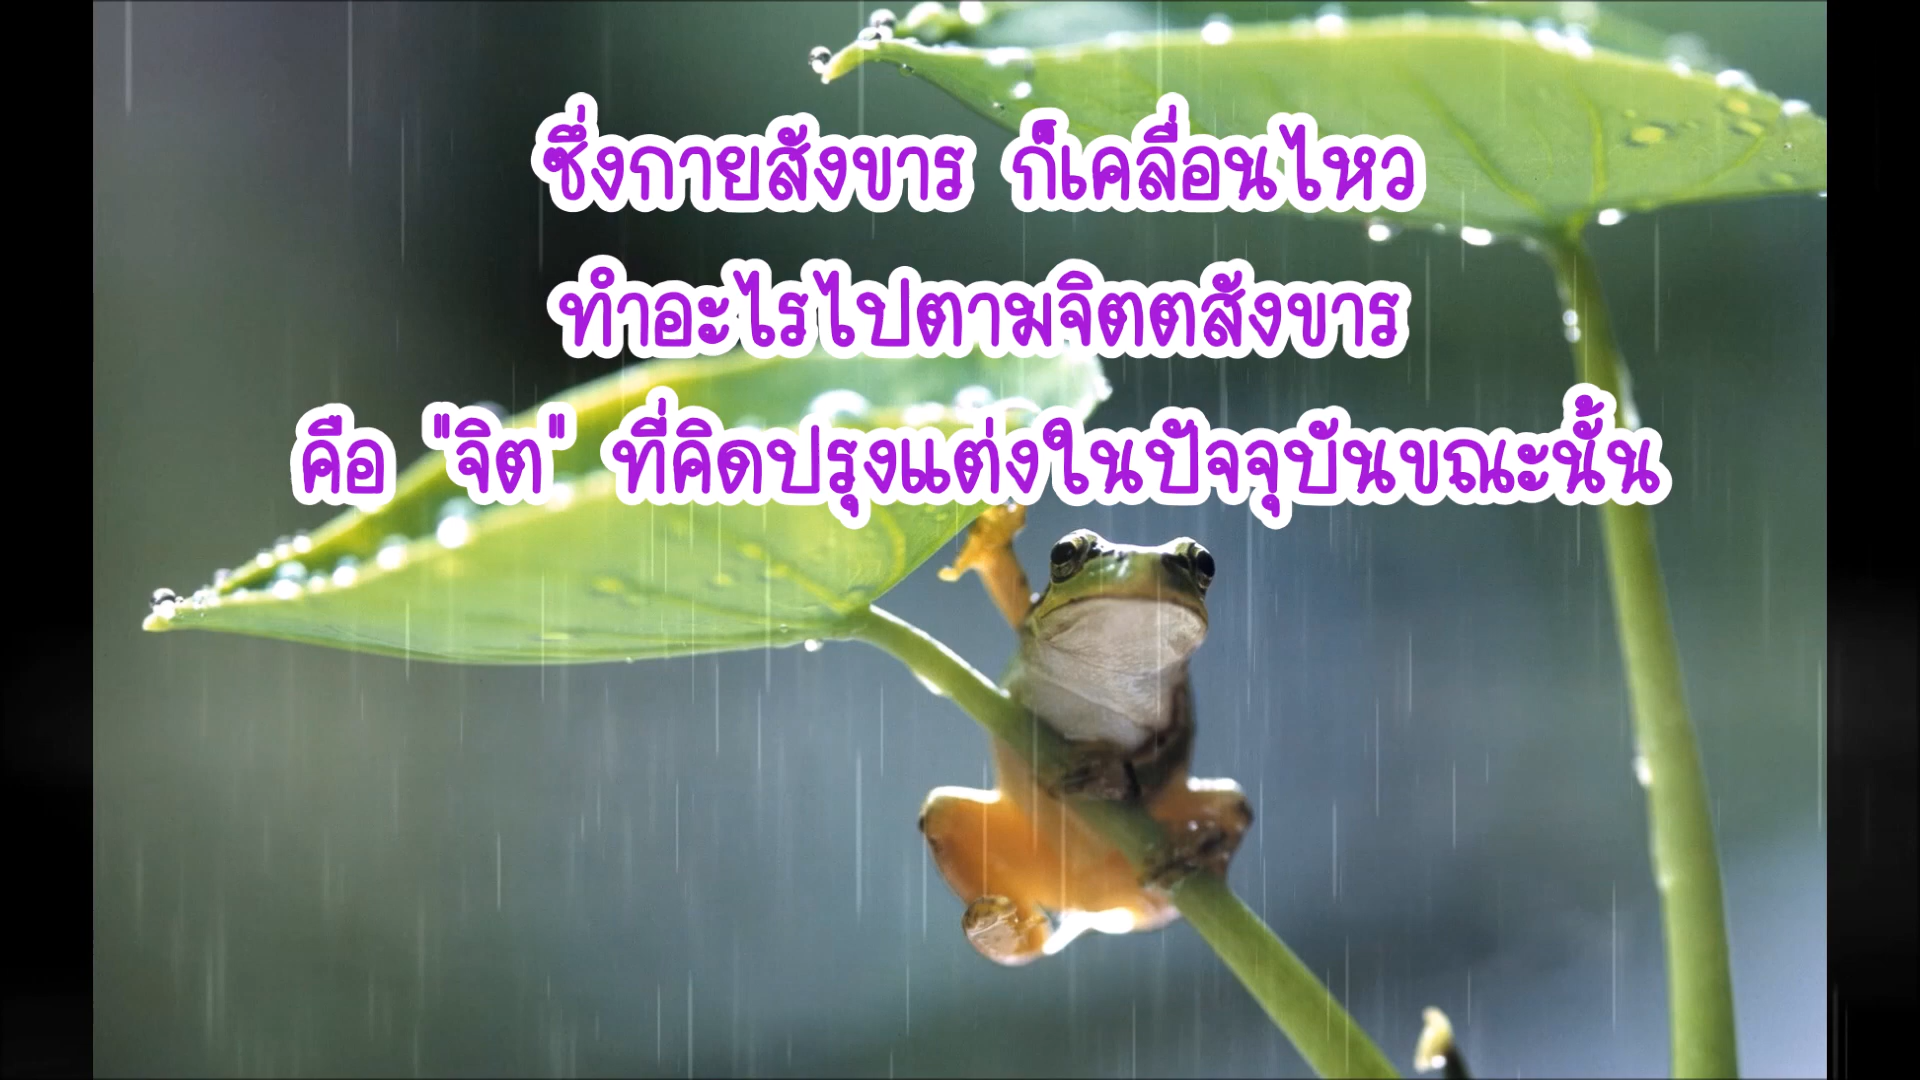 ซึ่งกายสังขาร ก็เคลื่อนไหว
ทำอะไรไปตามจิตตสังขาร
คือ "จิต" ที่คิดปรุงแต่งในปัจจุบันขณะนั้น